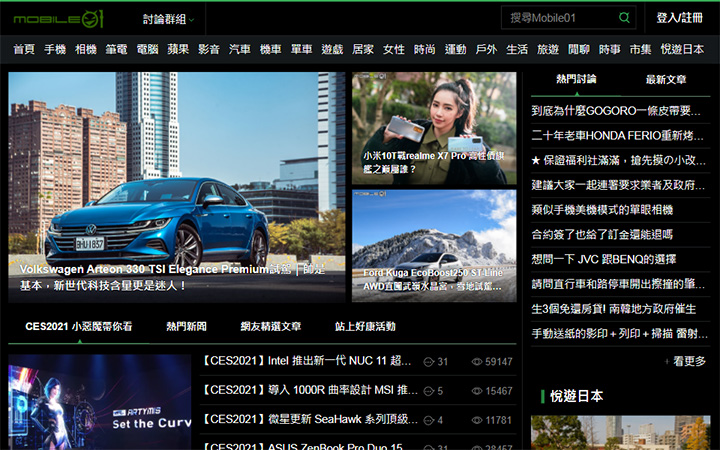 MOBILE01
討論群組
搜尋Mobile01
登入/註冊
首頁 手機 相機 筆電 電腦 蘋果 影音 汽車 機車 單車 遊戲 居家 女性 時尚 運動 戶外 生活 旅遊 閒聊 時事 市集 悅遊日本
Volkswagen Arteon 330 TSI Elegance Premium試駕｜帥是
基本，新世代科技含量更是迷人！
小米10T戰realme X7 Pro 高性價旗
艦之巔屬誰？
Ford Kuga EcoBoost250 ST-Line
AWD直闖武嶺水晶宮，雪地試駕...
熱門討論
最新文章
到底為什麼GOGORO一條皮帶要...
二十年老車HONDA FERIO重新烤...
★ 保證福利社滿滿，搶先摸の小改...
建議大家一起連署要求業者及政府...
類似手機美機模式的單眼相機
合約簽了也給了訂金還能退嗎
想問一下 JVC 跟BENQ的選擇
請問直行車和路停車開出擦撞的肇...
生3個免還房貸! 南韓地方政府催生
手動送紙的影印＋列印＋掃描 雷射...
+ 看更多
CES2021 小惡魔帶你看
熱門新聞
網友精選文章
站上好康活動
ARTYMIS
Set the Curv
【CES2021】Intel 推出新一代 NUC 11 超... 31 59147
【CES2021】導入 1000R 曲率設計 MSI 推... 5 15467
【CES2021】微星更新 SeaHawk 系列頂級... 4 11781
【CES2021】ASUS ZenBook Pro Duo 15 ... 31 28457
悅遊日本